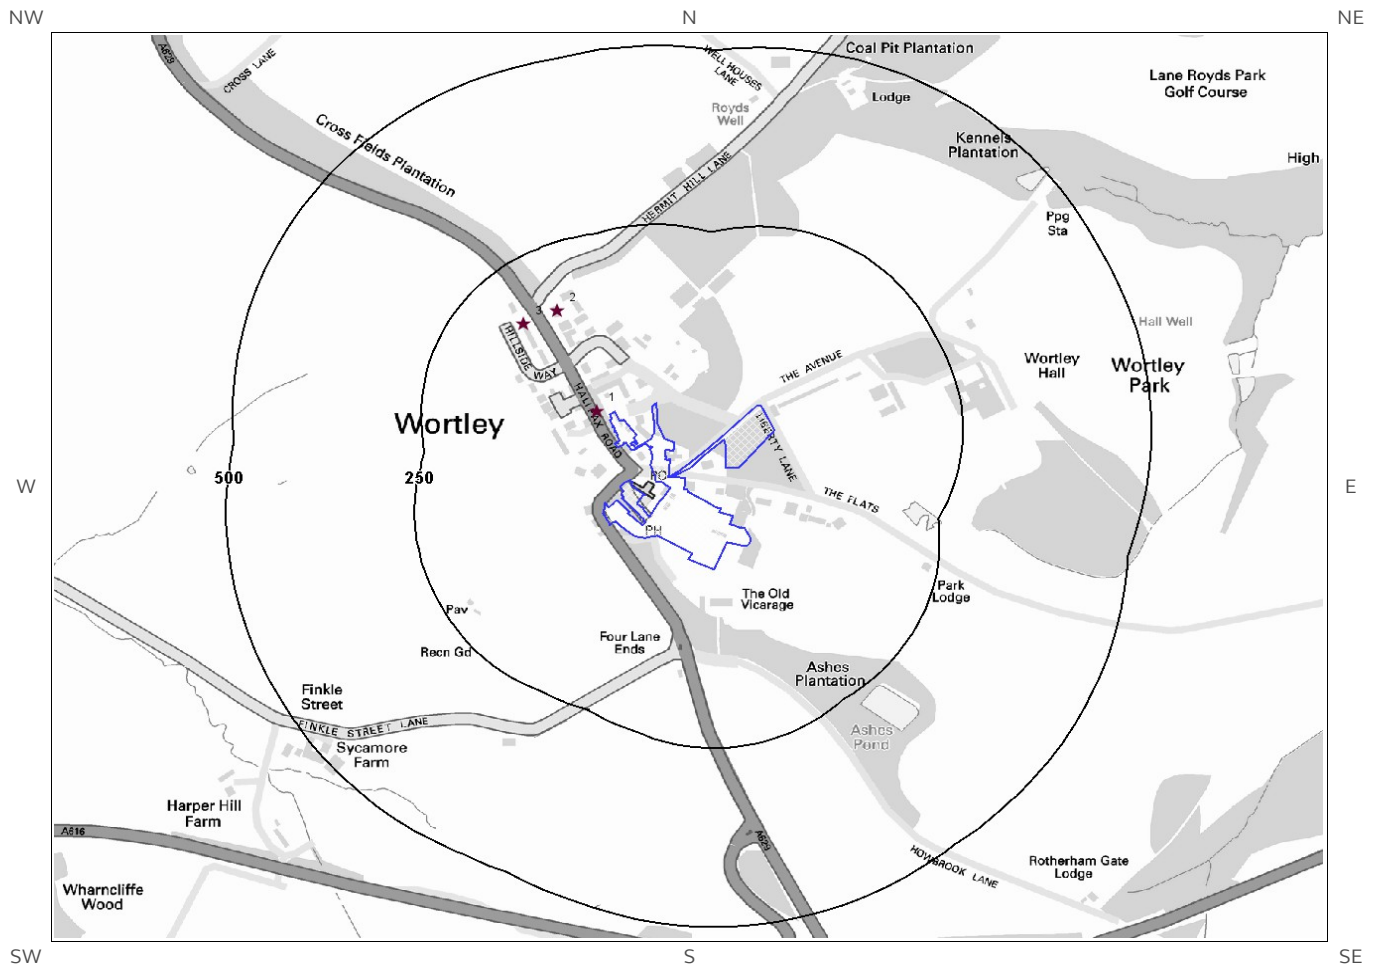 NW
N
NE
A629
CROSS LANE
WELL HOUSES
LANE
Coal Pit Plantation
Lane Royds Park
Golf Course
Lodge
Royds
Well
Cross Fields Plantation
Kennels
Plantation
High
HERMIT HILL LANE
Ppg
Sta
2
3
Hall Well
HILLSIDE
WAY
THE AVENUE
Wortley
Hall
Wortley
Park
HALIFAX ROAD
1
Wortley
LIBERTY LANE
500
250
PO
W
E
THE FLATS
PH
Park
Lodge
The Old
Vicarage
Pav
Four Lane
Ends
Recn Gd
Ashes
Plantation
Finkle
Street
FINKLE STREET LANE
Ashes
Pond
Sycamore
Farm
Harper Hill
Farm
A616
A629
HOWBROOK LANE
Rotherham Gate
Lodge
Wharncliffe
Wood
SW
S
SE